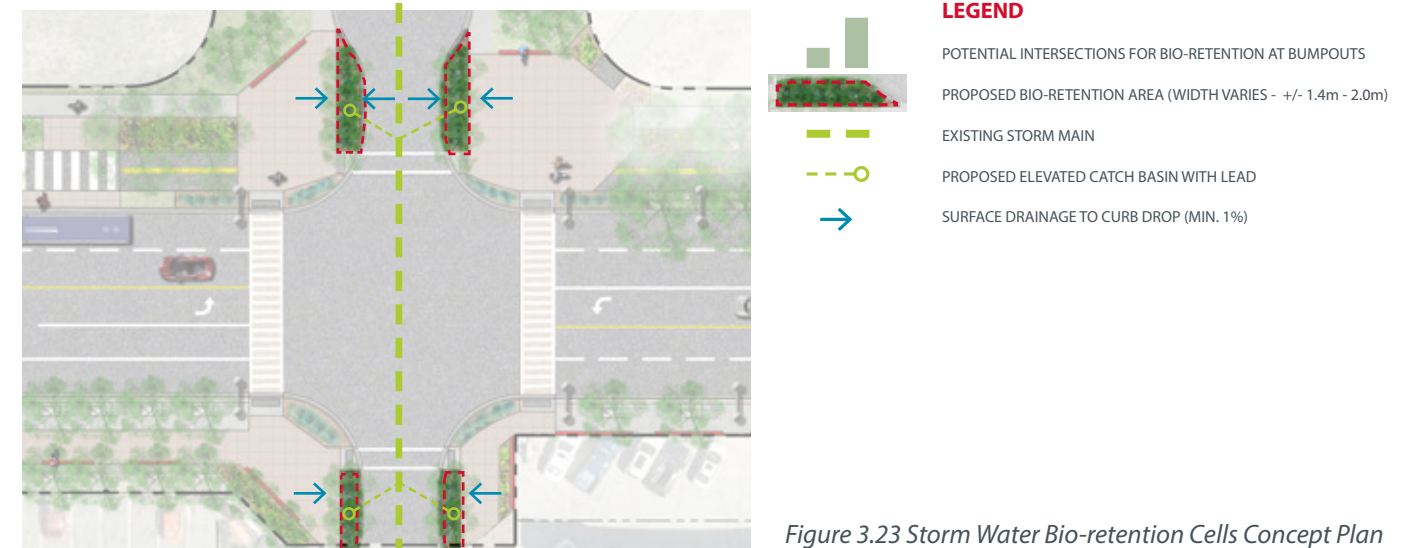 LEGEND
POTENTIAL INTERSECTIONS FOR BIO-RETENTION AT BUMPOUTS
PROPOSED BIO-RETENTION AREA (WIDTH VARIES - +/- 1.4m - 2.0m)
EXISTING STORM MAIN
PROPOSED ELEVATED CATCH BASIN WITH LEAD
SURFACE DRAINAGE TO CURB DROP (MIN. 1%)
Figure 3.23 Storm Water Bio-retention Cells Concept Plan